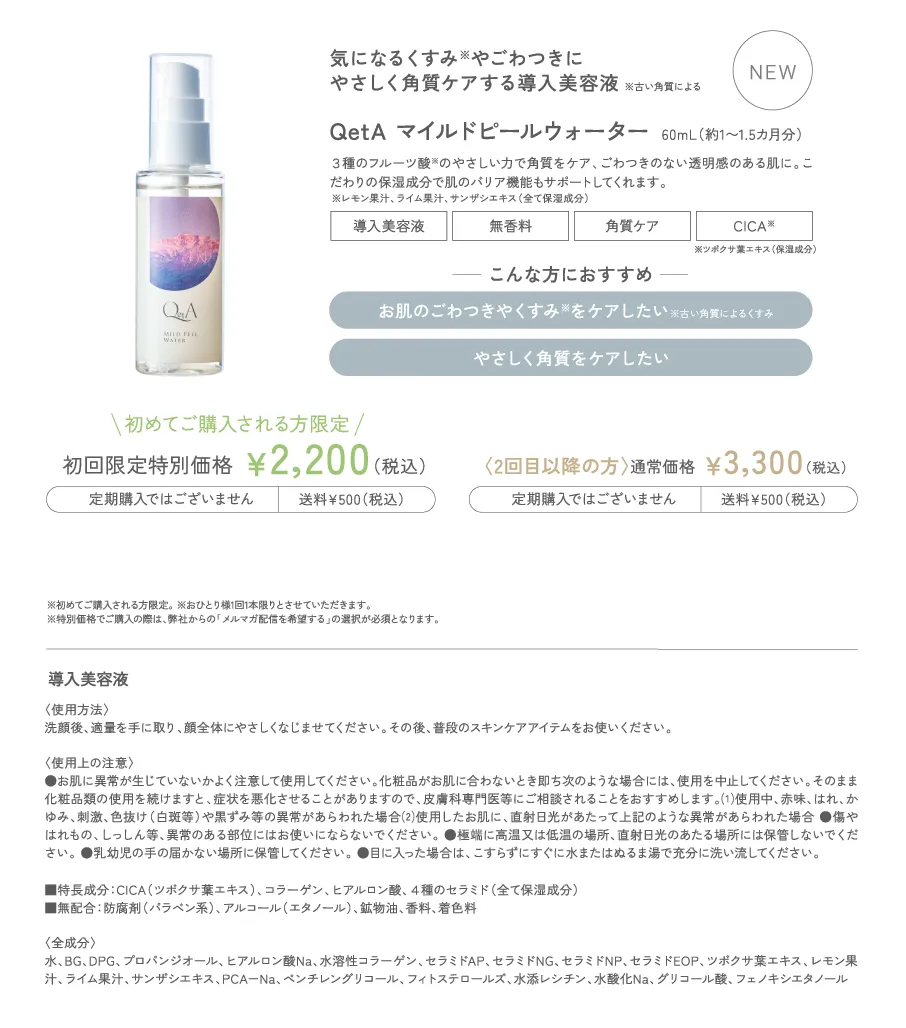 気になるくすみ※やごわつきに
やさしく角質ケアする導入美容液 ※古い角質による
NEW
QetA マイルドピールウォーター 60mL（約1〜1.5カ月分）
３種のフルーツ酸※のやさしい力で角質をケア、ごわつきのない透明感のある肌に。こ
だわりの保湿成分で肌のバリア機能もサポートしてくれます。
※レモン果汁、ライム果汁、サンザシエキス（全て保湿成分）
導入美容液 無香料 角質ケア CICA※
※ツボクサ葉エキス（保湿成分）
こんな方におすすめ
お肌のごわつきやくすみ※をケアしたい ※古い角質によるくすみ
やさしく角質をケアしたい
QetA
MILD PEEL
WATER
\ 初めてご購入される方限定 /
初回限定特別価格 ¥2,200（税込）
定期購入ではございません 送料¥500（税込）
〈2回目以降の方〉通常価格 ¥3,300（税込）
定期購入ではございません 送料¥500（税込）
※初めてご購入される方限定。※おひとり様1回1本限りとさせていただきます。
※特別価格でご購入の際は、弊社からの「メルマガ配信を希望する」の選択が必須となります。
導入美容液
〈使用方法〉
洗顔後、適量を手に取り、顔全体にやさしくなじませてください。その後、普段のスキンケアアイテムをお使いください。
〈使用上の注意〉
●お肌に異常が生じていないかよく注意して使用してください。化粧品がお肌に合わないとき即ち次のような場合には、使用を中止してください。そのまま
化粧品類の使用を続けますと、症状を悪化させることがありますので、皮膚科専門医等にご相談されることをおすすめします。(1)使用中、赤味、はれ、か
ゆみ、刺激、色抜け（白斑等）や黒ずみ等の異常があらわれた場合(2)使用したお肌に、直射日光があたって上記のような異常があらわれた場合 ●傷や
はれもの、しっしん等、異常のある部位にはお使いにならないでください。 ●極端に高温又は低温の場所、直射日光のあたる場所には保管しないでくだ
さい。 ●乳幼児の手の届かない場所に保管してください。 ●目に入った場合は、こすらずにすぐに水またはぬるま湯で充分に洗い流してください。
■特長成分：CICA（ツボクサ葉エキス）、コラーゲン、ヒアルロン酸、４種のセラミド（全て保湿成分）
■無配合：防腐剤（パラベン系）、アルコール（エタノール）、鉱物油、香料、着色料
〈全成分〉
水、BG、DPG、プロパンジオール、ヒアルロン酸Na、水溶性コラーゲン、セラミドAP、セラミドNG、セラミドNP、セラミドEOP、ツボクサ葉エキス、レモン果
汁、ライム果汁、サンザシエキス、PCAーNa、ペンチレングリコール、フィトステロールズ、水添レシチン、水酸化Na、グリコール酸、フェノキシエタノール